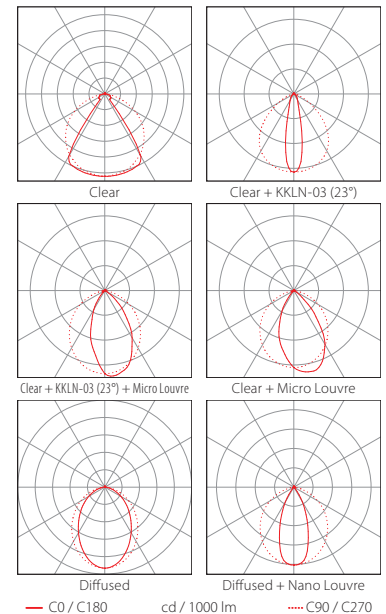 Clear
Clear + KKLN-03 (23°)
Clear + KKLN-03 (23°) + Micro Louvre
Clear + Micro Louvre
Diffused
Diffused + Nano Louvre
C0 / C180 cd / 1000 lm C90 / C270